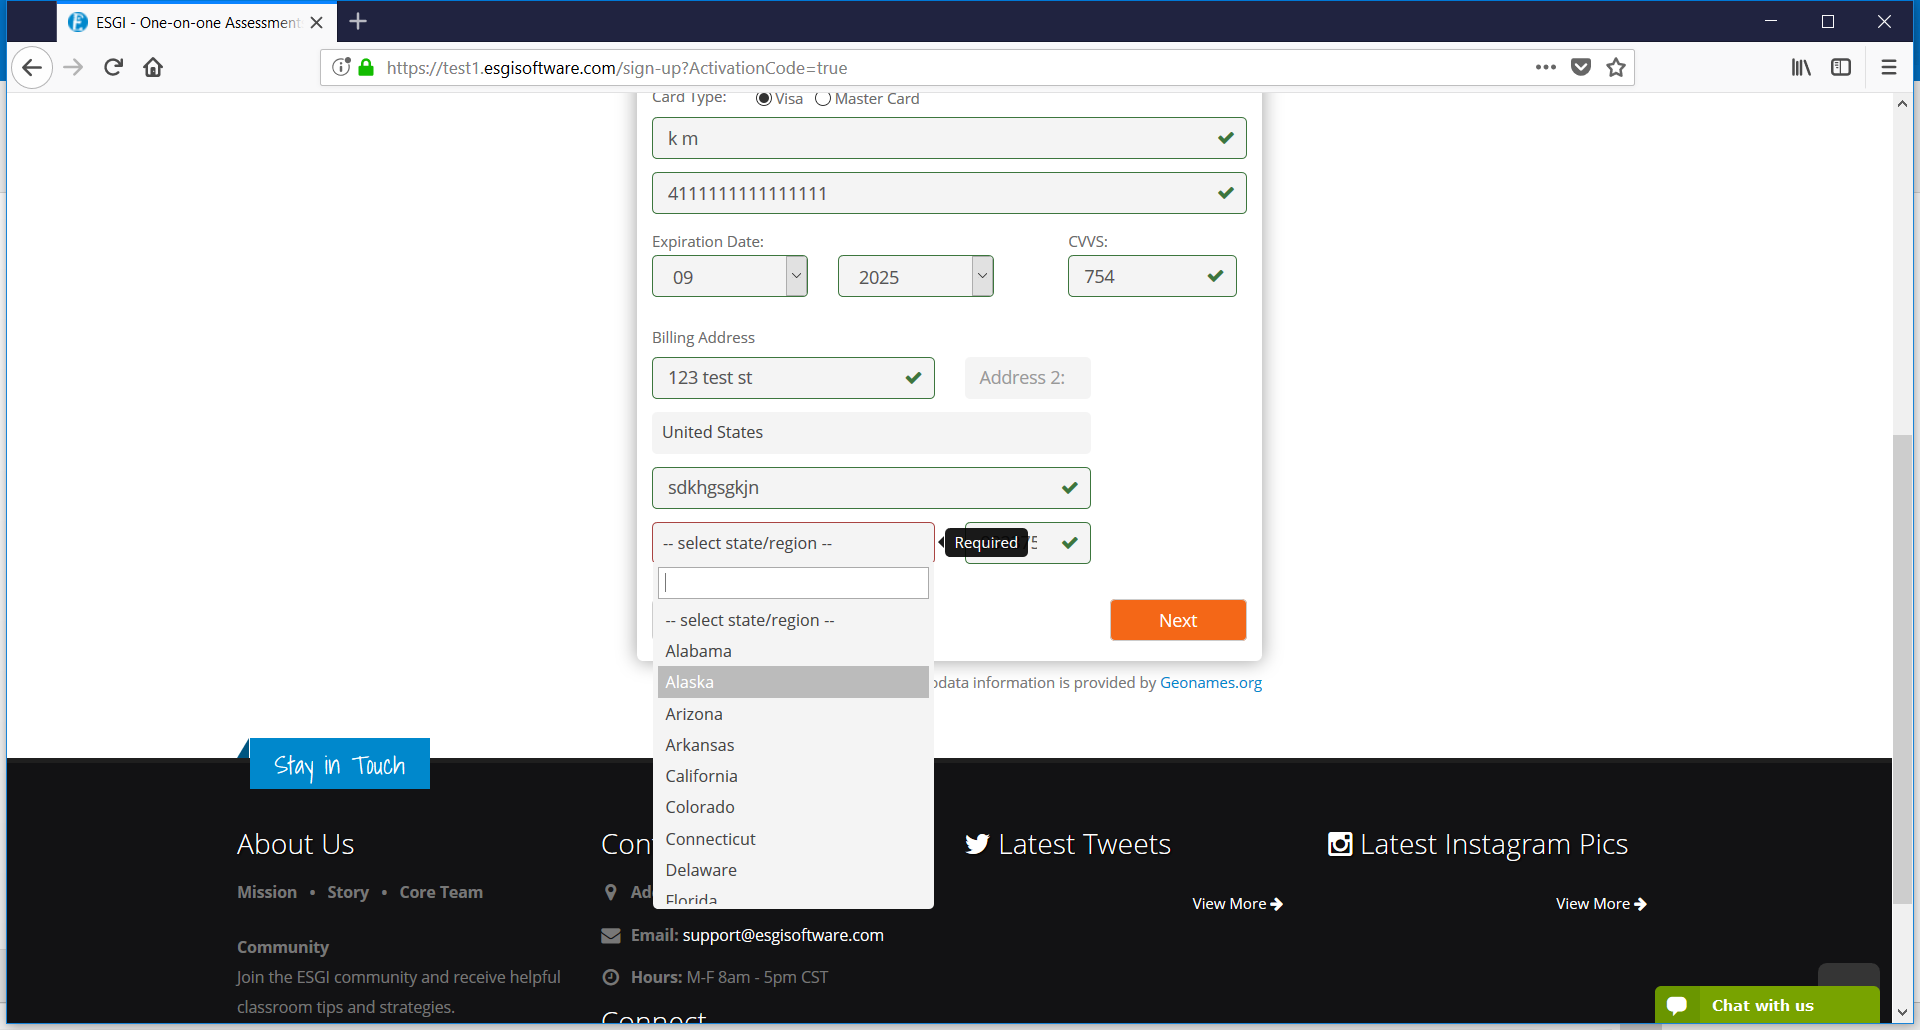 ESGI - One-on-one Assessment
https://test1.esgisoftware.com/sign-up?ActivationCode=true
Card Type: Visa Master Card
k m
4111111111111111
Expiration Date: CVVS:
09 2025 754
Billing Address
123 test st Address 2:
United States
sdkhgsgkjn
-- select state/region -- Required
-- select state/region --
Next
Alabama
Alaska
Geonames.org
information is provided by
Arizona
Arkansas
California
Colorado
Connecticut
Delaware
Florida
Stay in Touch
About Us
Mission • Story • Core Team
Community
Join the ESGI community and receive helpful
classroom tips and strategies.
Email: support@esgisoftware.com
Hours: M-F 8am - 5pm CST
Connect
Latest Tweets
View More
Latest Instagram Pics
View More
Chat with us